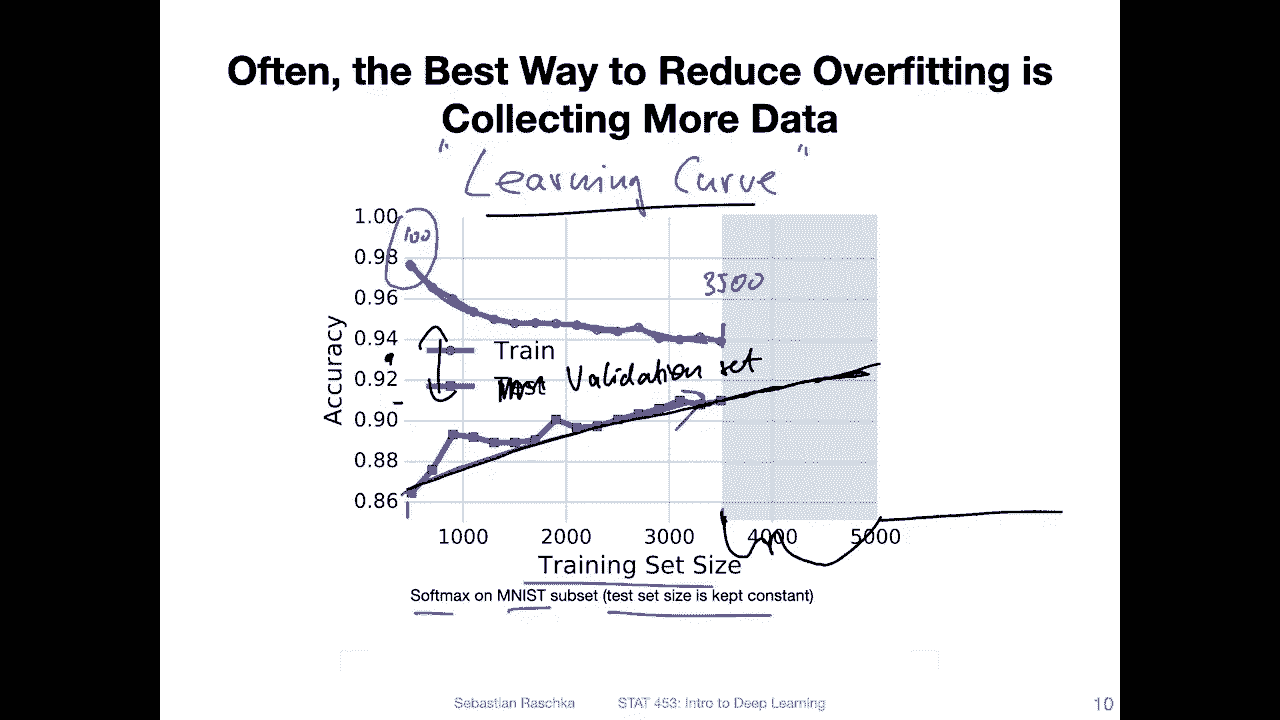 Often, the Best Way to Reduce Overfitting is
Collecting More Data
"Learning Curve"
1.00
100
0.98
3500
0.96
0.94
Train
0.92
Test Validation set
0.90
0.88
0.86
Accuracy
1000 2000 3000 4000 5000
Training Set Size
Softmax on MNIST subset (test set size is kept constant)
Sebastian Raschka STAT 453: Intro to Deep Learning 10